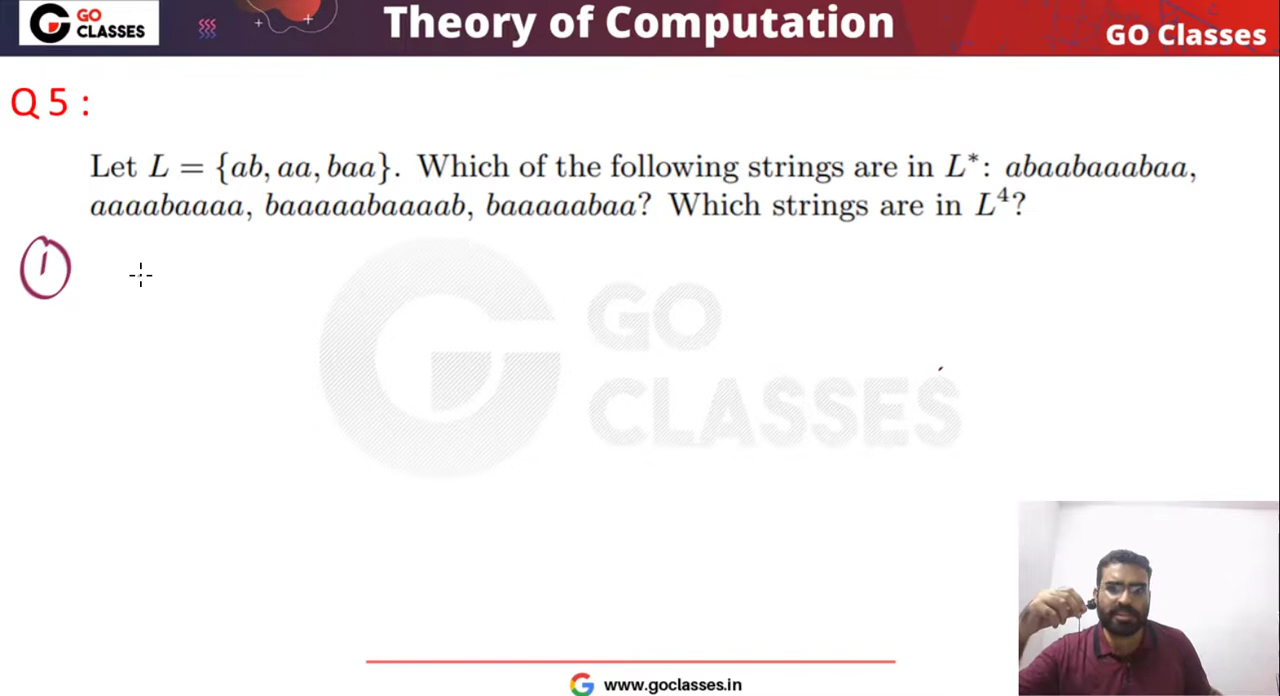 GO
CLASSES
Theory of Computation
GO Classes
Q 5 :
Let L = {ab, aa, baa}. Which of the following strings are in L*: abaabaaabaa,
aaaabaaaa, baaaaabaaaab, baaaaabaa? Which strings are in L⁴?
1
GO
CLASSES
www.goclasses.in